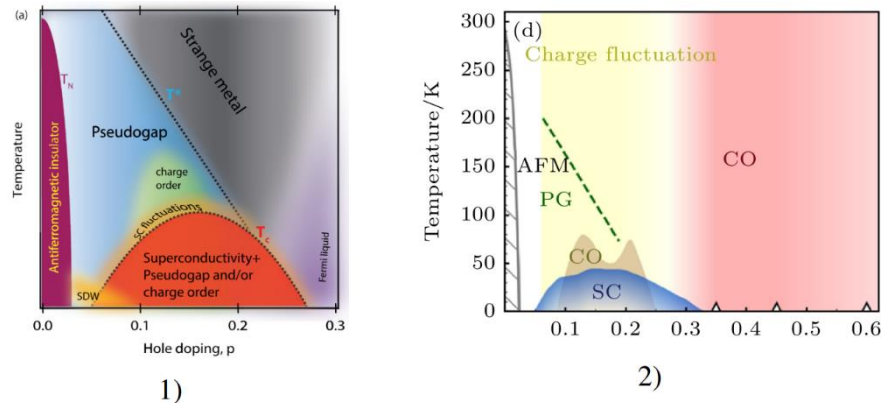 (a)
Strange metal
T_N
T*
Pseudogap
Temperature
Antiferromagnetic insulator
charge
order
SC fluctuations
T_c
Superconductivity+
Pseudogap and/or
charge order
Fermi liquid
SDW
0.0
0.1
0.2
0.3
Hole doping, p
1)
(d)
Charge fluctuation
Temperature/K
300
250
200
150
100
50
0
AFM
PG
CO
CO
SC
0.1
0.2
0.3
0.4
0.5
0.6
2)